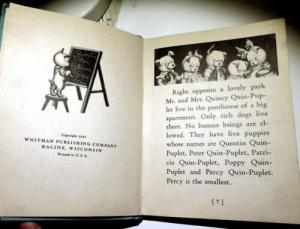 Copyright
WHITMAN PUBLISHING COMPANY
RACINE, WISCONSIN
Printed in U.S.A.
Right opposite a lovely park
Mr. and Mrs. Quincy Quin-Pup-
let live in the penthouse of a big
apartment. Only rich dogs live
there. No human beings are al-
lowed. They have five puppies
whose names are Quentin Quin-
Puplet, Peter Quin-Puplet, Patri-
cia Quin-Puplet, Poppy Quin-
Puplet and Percy Quin-Puplet.
Percy is the smallest.
[7]